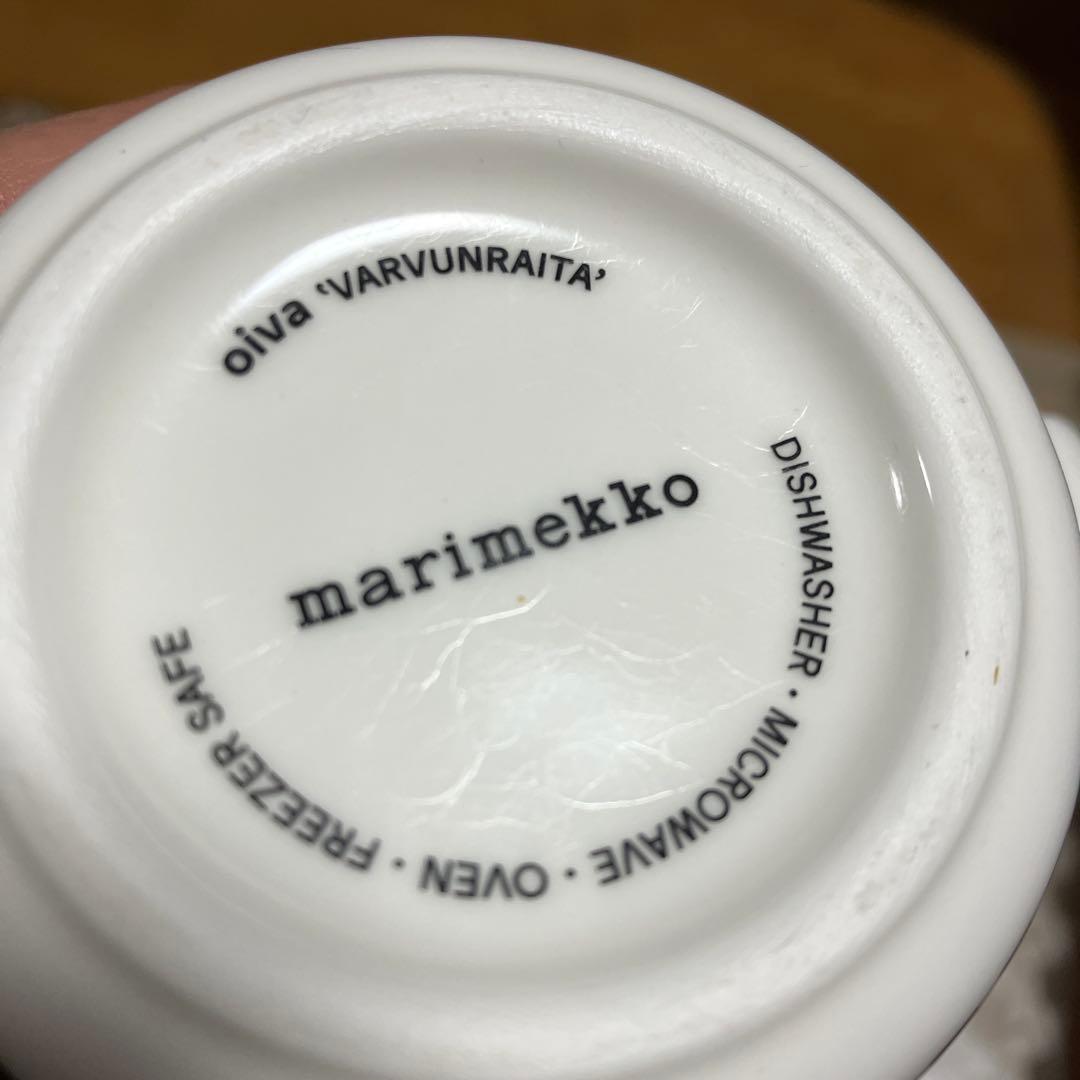 oiva ‘VARVUNRAITA’
marimekko
DISHWASHER · MICROWAVE · OVEN · FREEZER SAFE